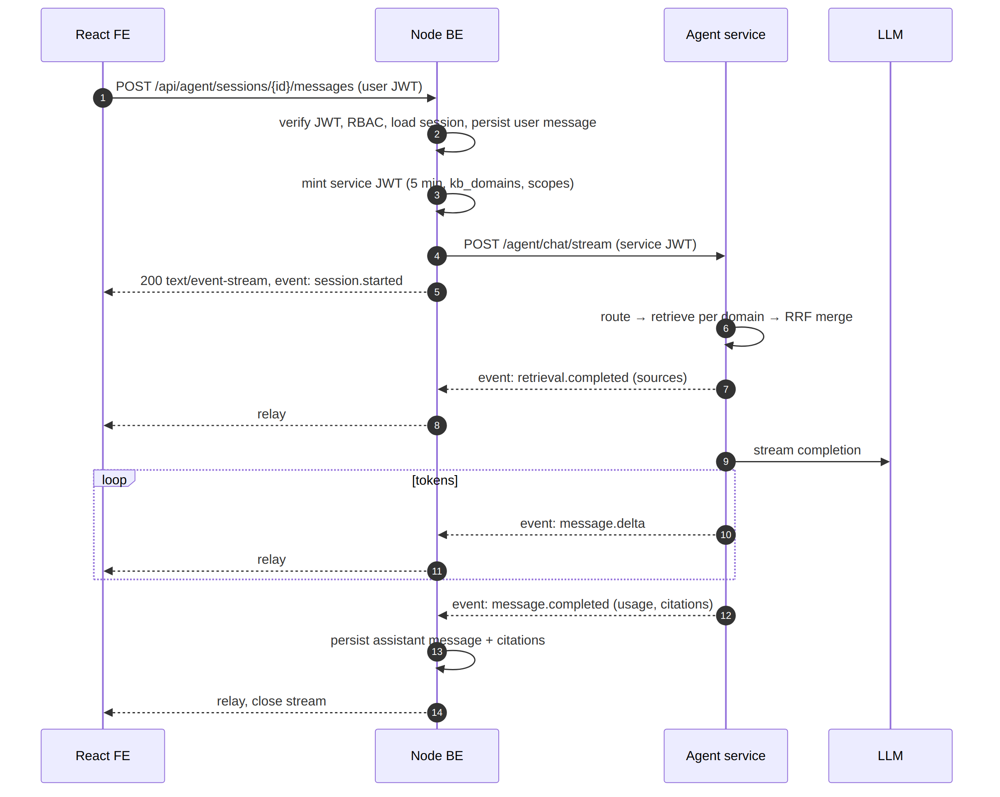 React FE
Node BE
Agent service
LLM
POST /api/agent/sessions/{id}/messages (user JWT)
1
verify JWT, RBAC, load session, persist user message
2
mint service JWT (5 min, kb_domains, scopes)
3
POST /agent/chat/stream (service JWT)
4
200 text/event-stream, event: session.started
5
route → retrieve per domain → RRF merge
6
event: retrieval.completed (sources)
7
relay
8
stream completion
9
loop
[tokens]
event: message.delta
10
relay
11
event: message.completed (usage, citations)
12
persist assistant message + citations
13
relay, close stream
14
React FE
Node BE
Agent service
LLM